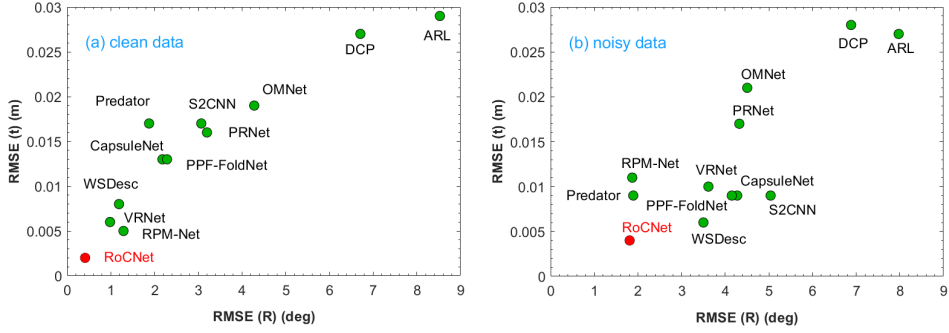 0.03
0.025
0.02
0.015
0.01
0.005
0
RMSE (t) (m)
(a) clean data
ARL
DCP
OMNet
S2CNN
PRNet
Predator
CapsuleNet
PPF-FoldNet
WSDesc
VRNet
RPM-Net
RoCNet
0 1 2 3 4 5 6 7 8 9
RMSE (R) (deg)
0.03
0.025
0.02
0.015
0.01
0.005
0
RMSE (t) (m)
(b) noisy data
DCP
ARL
OMNet
PRNet
RPM-Net
VRNet
CapsuleNet
Predator
PPF-FoldNet
S2CNN
RoCNet
WSDesc
0 1 2 3 4 5 6 7 8 9
RMSE (R) (deg)